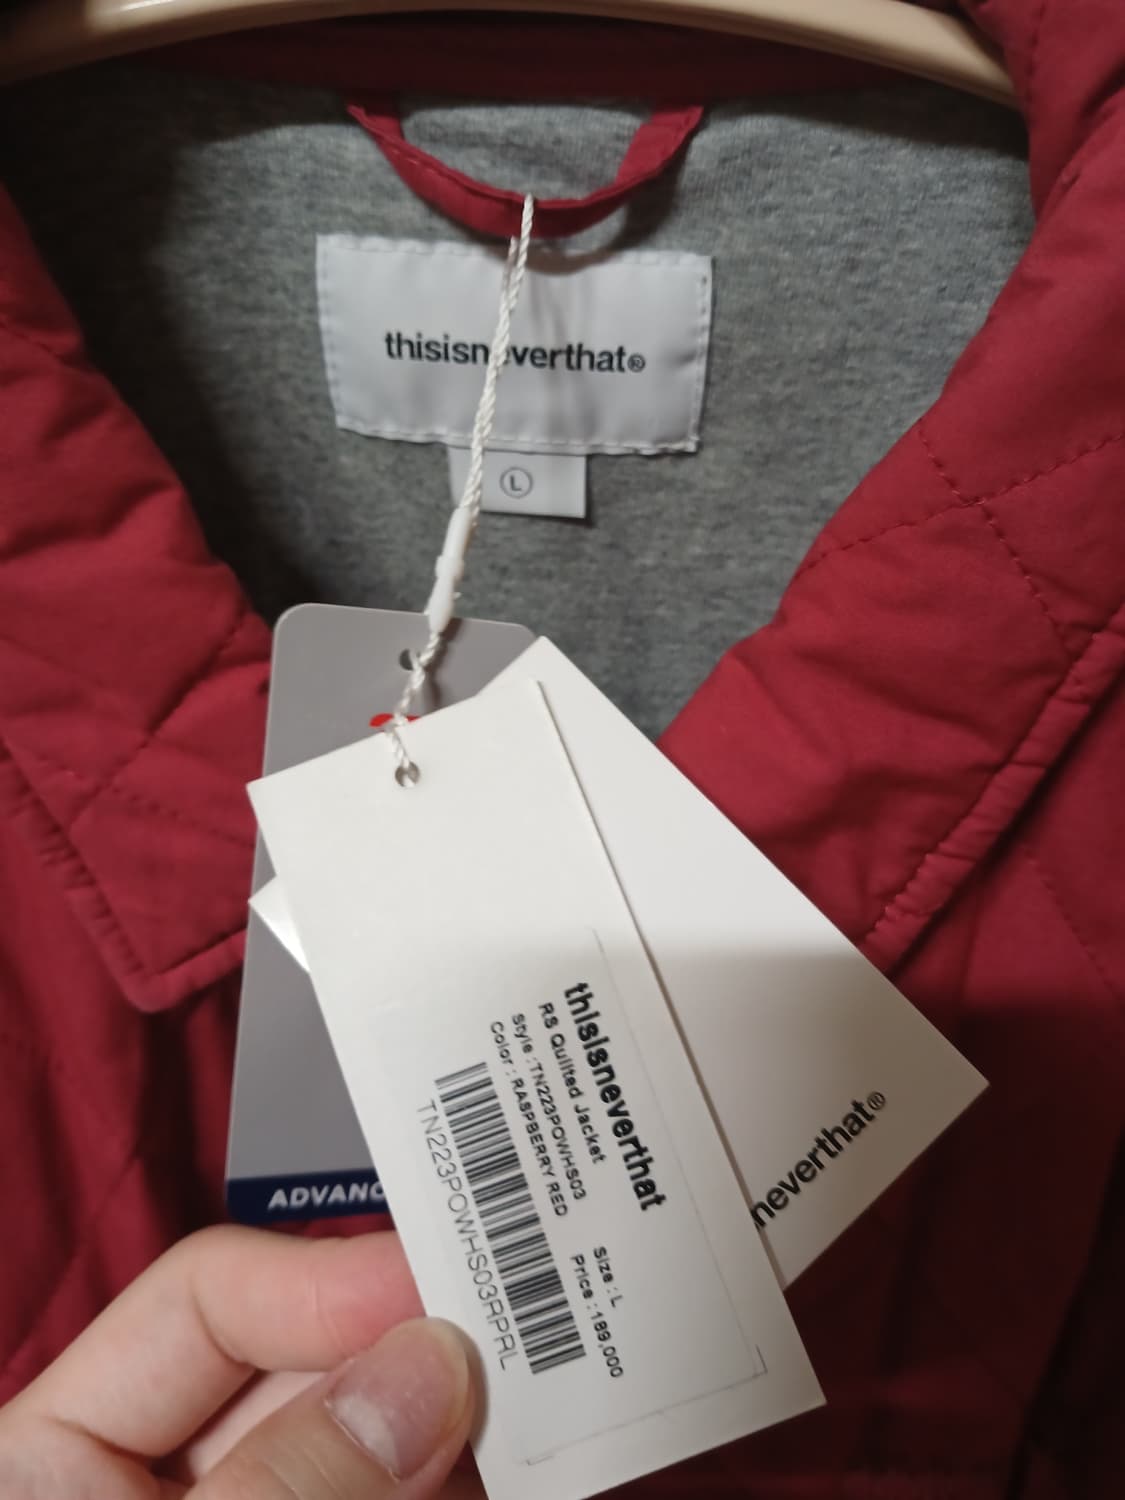 thisisneverthat®
L
thisisneverthat
RS Quilted Jacket
Style : TN223POWHS03
Color : RASPBERRY RED
Size : L
Price : 189,000
TN223POWHS03RPRL
neverthat®
ADVANC